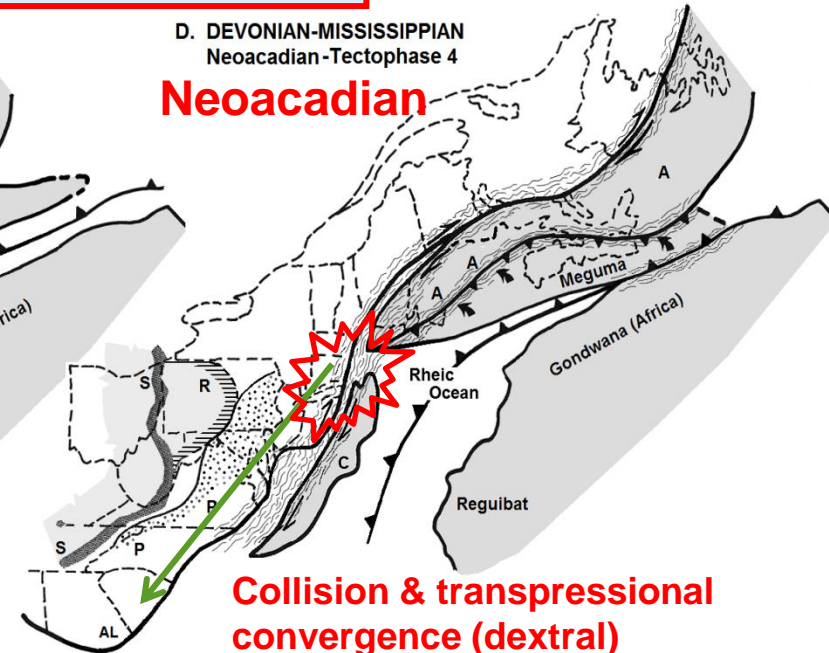 D. DEVONIAN-MISSISSIPPIAN
Neoacadian-Tectophase 4
Neoacadian
A
A
A
A
Meguma
rica)
Gondwana (Africa)
S
R
Rheic
Ocean
C
P
Reguibat
S
P
AL
Collision & transpressional
convergence (dextral)